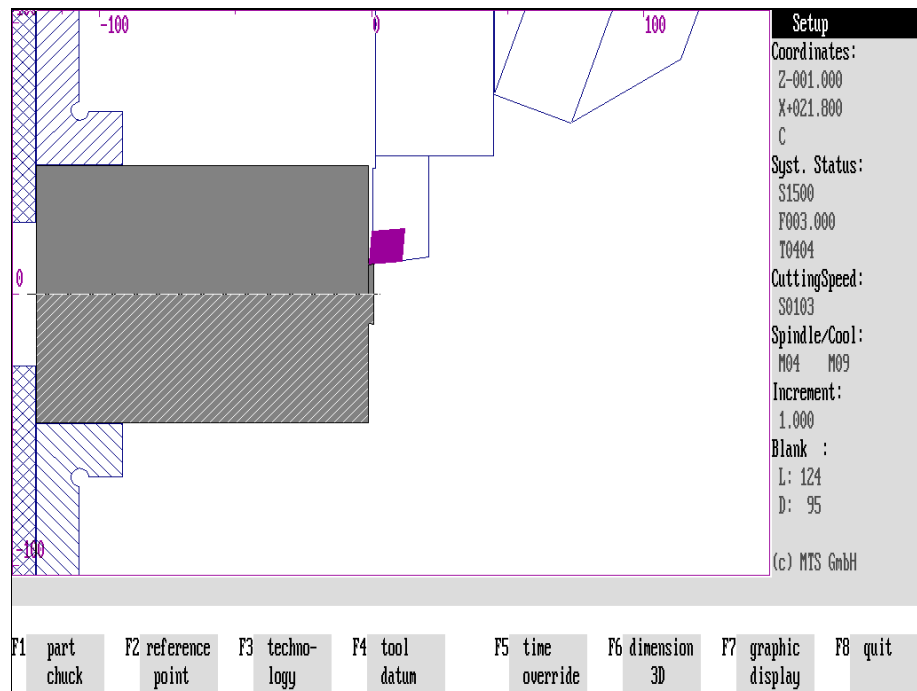 -100 0 100
0
-100
Setup
Coordinates:
Z-001.000
X+021.800
C
Syst. Status:
S1500
F003.000
T0404
CuttingSpeed:
S0103
Spindle/Cool:
M04 M09
Increment:
1.000
Blank :
L: 124
D: 95
(c) MTS GmbH
F1 part chuck
F2 reference point
F3 techno-logy
F4 tool datum
F5 time override
F6 dimension 3D
F7 graphic display
F8 quit